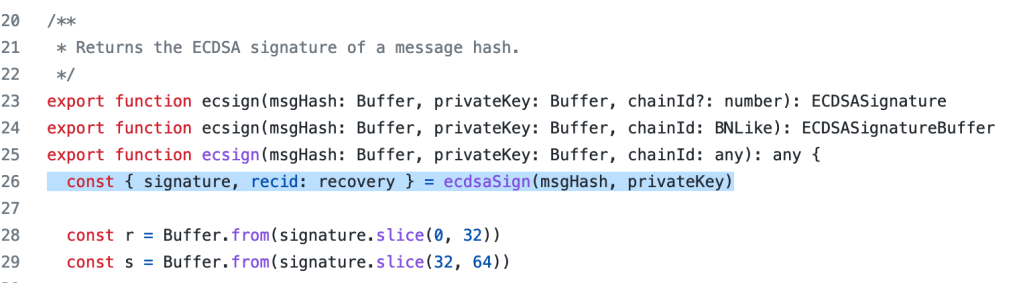 20 /**
21  * Returns the ECDSA signature of a message hash.
22  */
23 export function ecsign(msgHash: Buffer, privateKey: Buffer, chainId?: number): ECDSASignature
24 export function ecsign(msgHash: Buffer, privateKey: Buffer, chainId: BNLike): ECDSASignatureBuffer
25 export function ecsign(msgHash: Buffer, privateKey: Buffer, chainId: any): any {
26   const { signature, recid: recovery } = ecdsaSign(msgHash, privateKey)
27
28   const r = Buffer.from(signature.slice(0, 32))
29   const s = Buffer.from(signature.slice(32, 64))